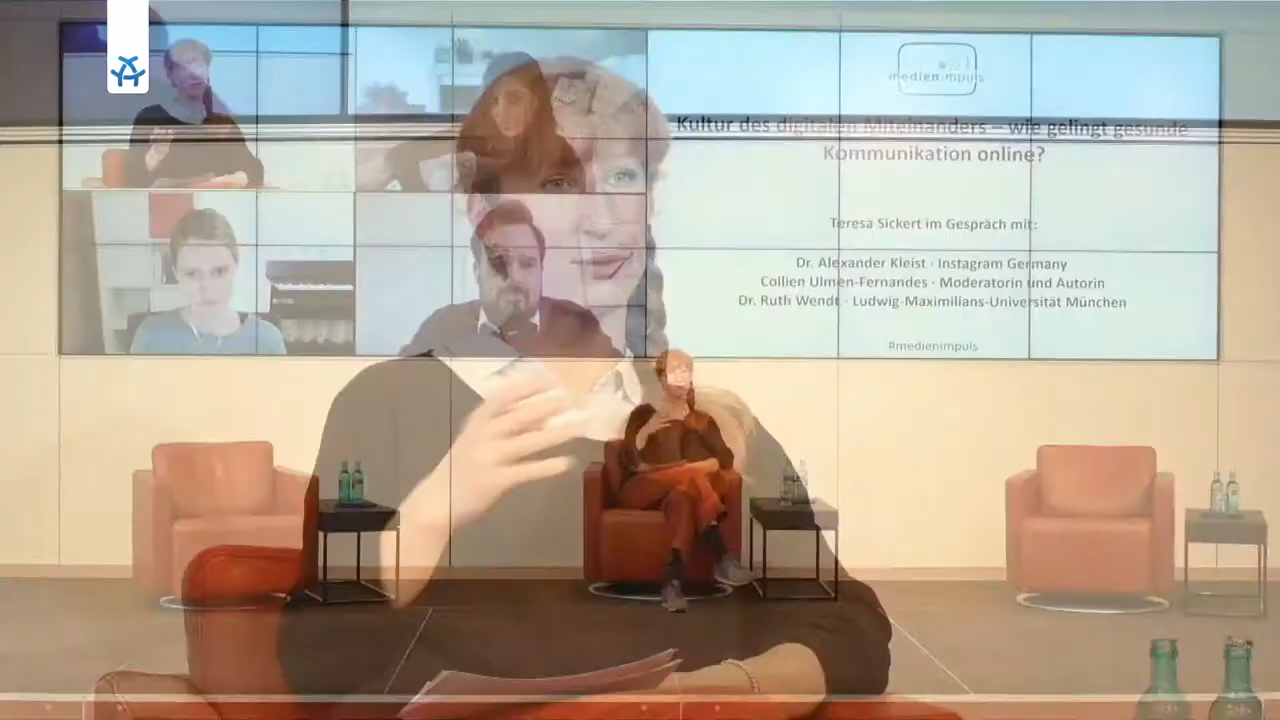 medienimpuls
Kultur des digitalen Miteinanders – wie gelingt gesunde
Kommunikation online?
Teresa Sickert im Gespräch mit:
Dr. Alexander Kleist · Instagram Germany
Collien Ulmen-Fernandes · Moderatorin und Autorin
Dr. Ruth Wendt · Ludwig-Maximilians-Universität München
#medienimpuls